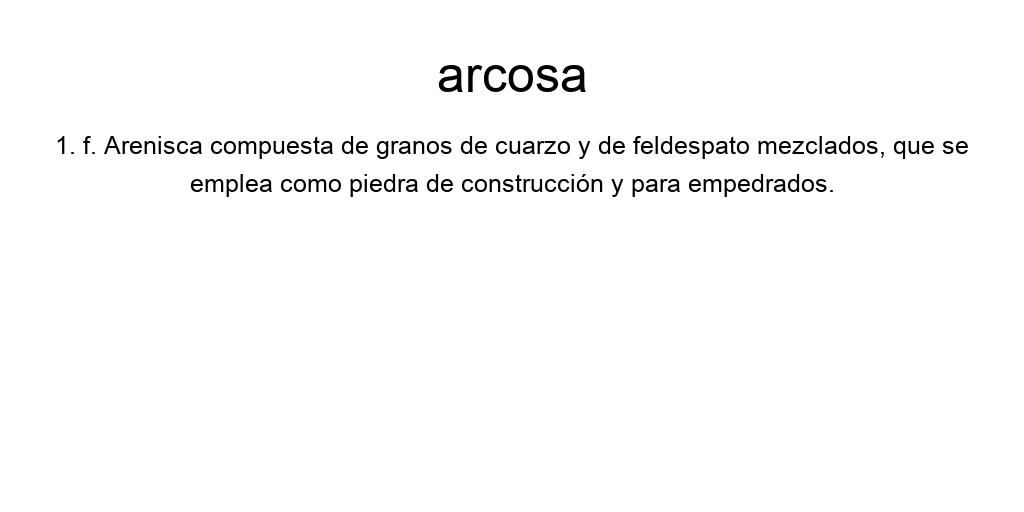 arcosa
1. f. Arenisca compuesta de granos de cuarzo y de feldespato mezclados, que se
emplea como piedra de construcción y para empedrados.